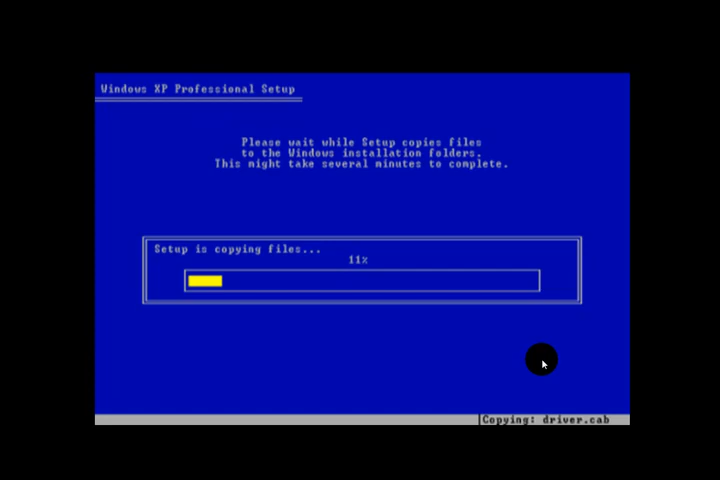 Windows XP Professional Setup
Please wait while Setup copies files
to the Windows installation folders.
This might take several minutes to complete.
Setup is copying files...
11%
Copying: driver.cab